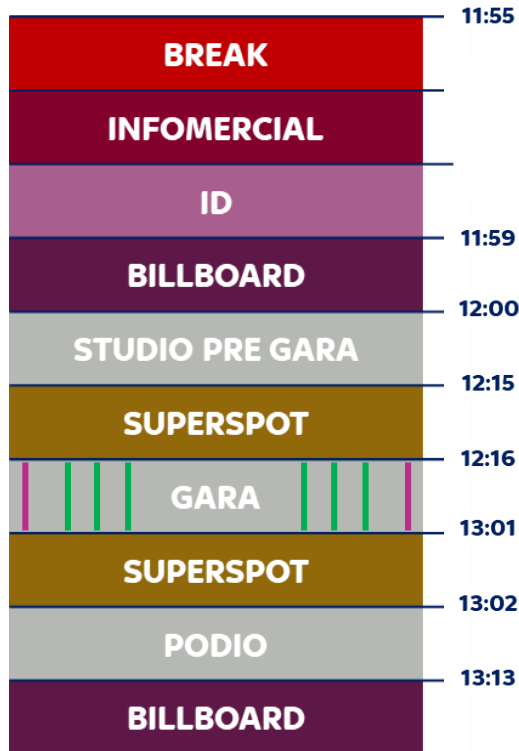 11:55
BREAK
INFOMERCIAL
ID
11:59
BILLBOARD
12:00
STUDIO PRE GARA
12:15
SUPERSPOT
12:16
GARA
13:01
SUPERSPOT
13:02
PODIO
13:13
BILLBOARD